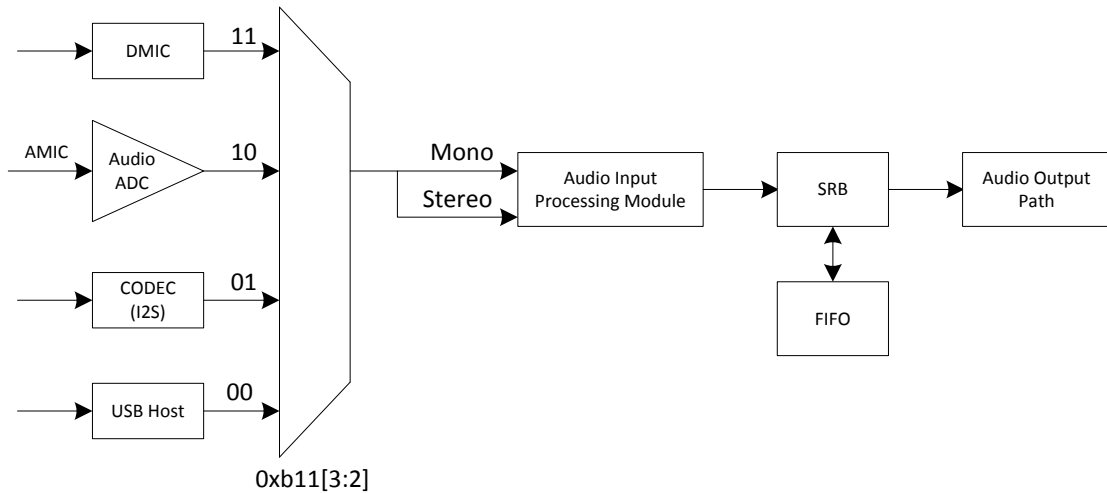 DMIC
11
AMIC
Audio
ADC
10
CODEC
(I2S)
01
USB Host
00
0xb11[3:2]
Mono
Stereo
Audio Input
Processing Module
SRB
FIFO
Audio Output
Path